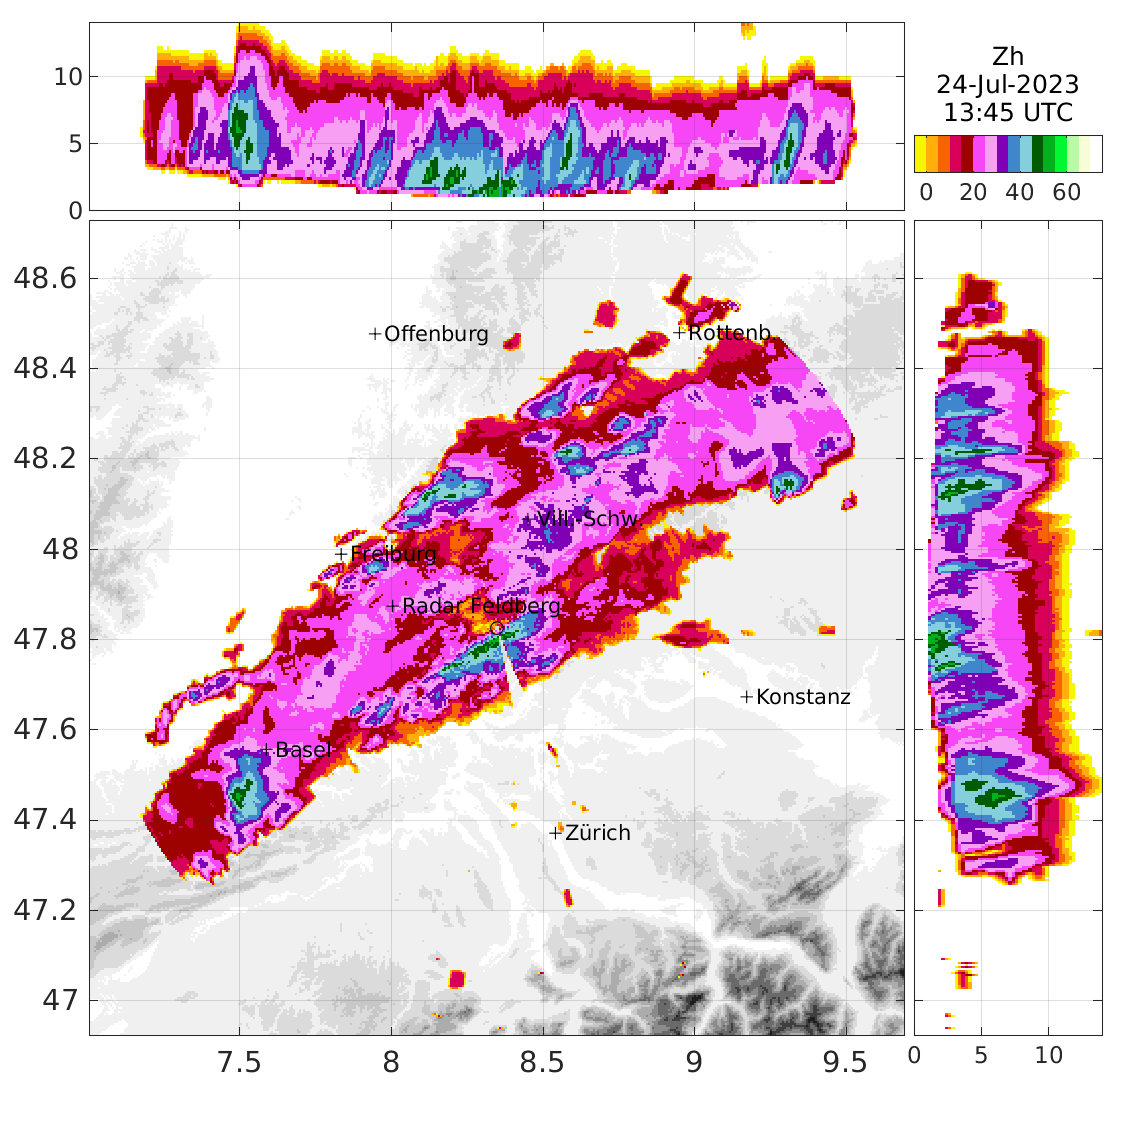 Zh
24-Jul-2023
13:45 UTC
0 20 40 60
10
5
0
48.6
48.4
48.2
48
47.8
47.6
47.4
47.2
47
+Offenburg
+Rottenb.
+Vill.-Schw.
+Freiburg
+Radar Feldberg
+Konstanz
+Basel
+Zürich
7.5 8 8.5 9 9.5
0 5 10